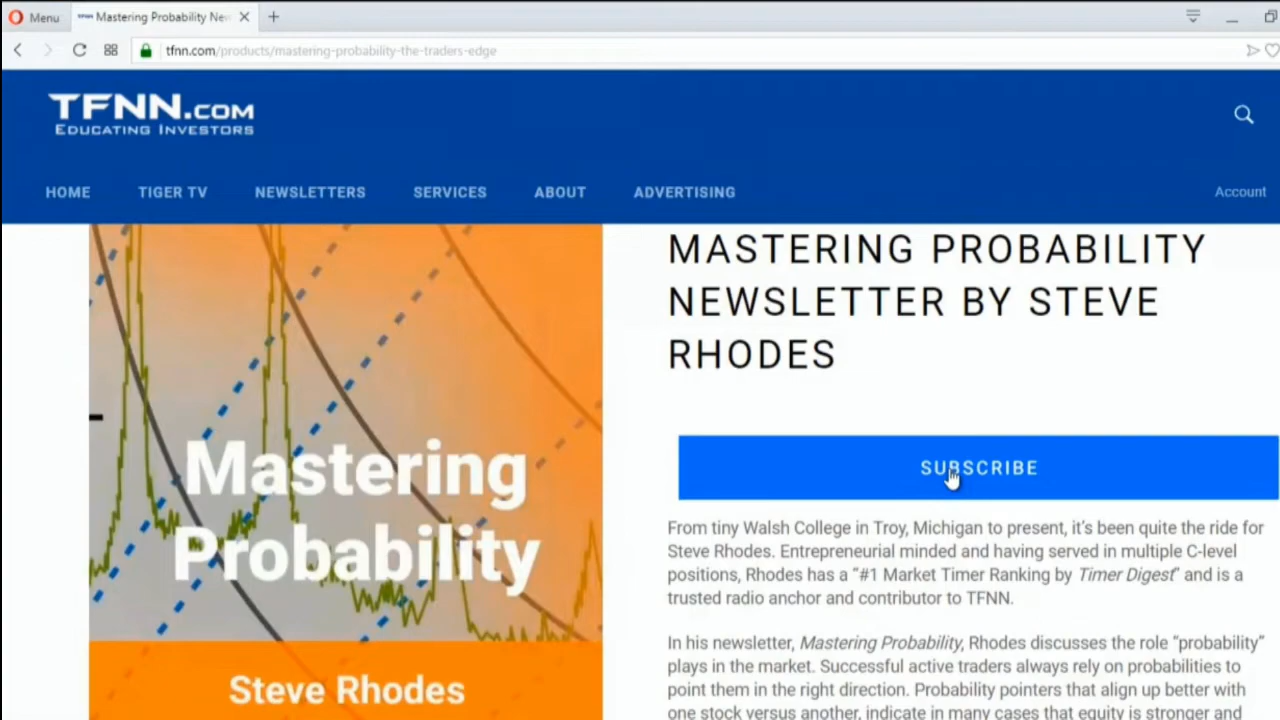 Menu
Mastering Probability New
tfnn.com/products/mastering-probability-the-traders-edge
TFNN.COM
EDUCATING INVESTORS
HOME TIGER TV NEWSLETTERS SERVICES ABOUT ADVERTISING Account
MASTERING PROBABILITY
NEWSLETTER BY STEVE
RHODES
Mastering
Probability
Steve Rhodes
SUBSCRIBE
From tiny Walsh College in Troy, Michigan to present, it's been quite the ride for
Steve Rhodes. Entrepreneurial minded and having served in multiple C-level
positions, Rhodes has a “#1 Market Timer Ranking by Timer Digest” and is a
trusted radio anchor and contributor to TFNN.
In his newsletter, Mastering Probability, Rhodes discusses the role “probability”
plays in the market. Successful active traders always rely on probabilities to
point them in the right direction. Probability pointers that align up better with
one stock versus another, indicate in many cases that equity is stronger and